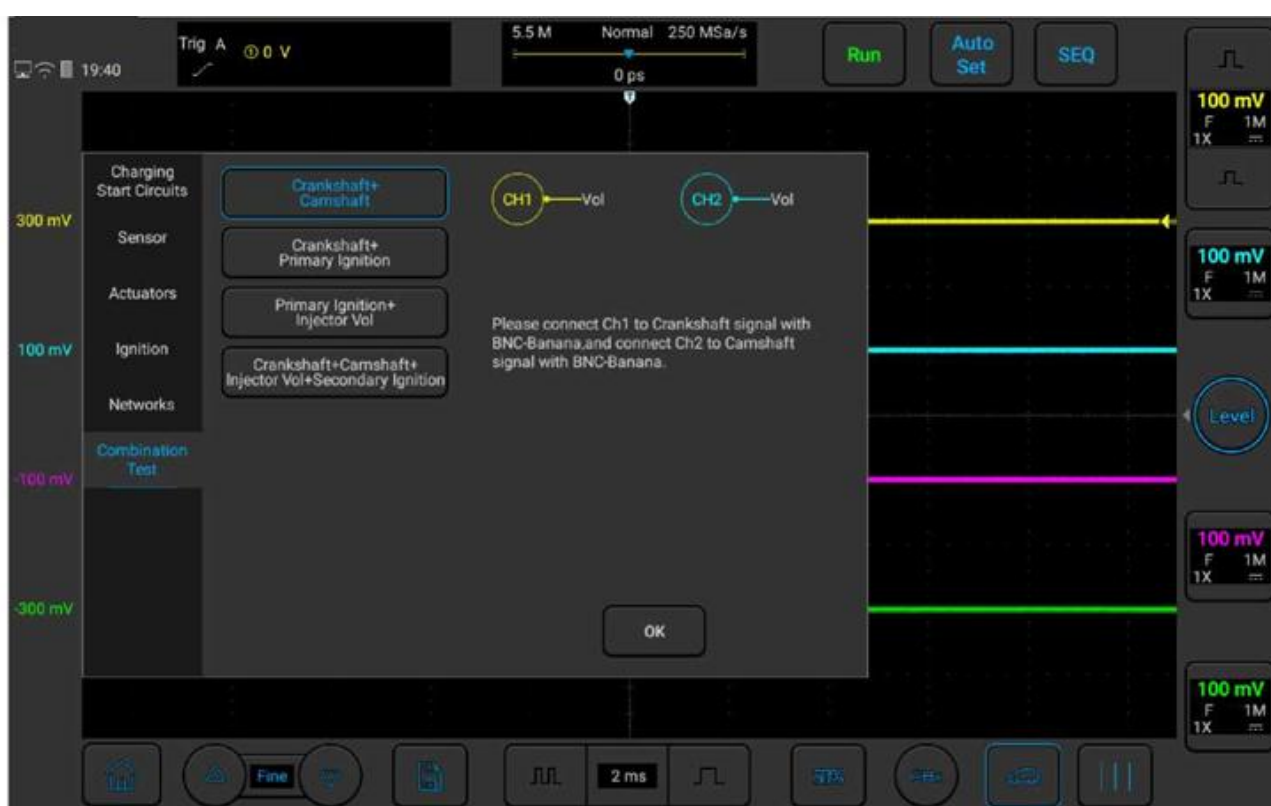 19:40
Trig A
① 0 V
5.5 M Normal 250 MSa/s
0 ps
Run
Auto
Set
SEQ
T
100 mV
F 1M
1X
Charging
Start Circuits
Sensor
Actuators
Ignition
Networks
Combination
Test
Crankshaft+
Camshaft
Crankshaft+
Primary Ignition
Primary Ignition+
Injector Vol
Crankshaft+Camshaft+
Injector Vol+Secondary Ignition
CH1 Vol
CH2 Vol
Please connect Ch1 to Crankshaft signal with
BNC-Banana,and connect Ch2 to Camshaft
signal with BNC-Banana.
OK
300 mV
100 mV
-100 mV
-300 mV
100 mV
F 1M
1X
Level
100 mV
F 1M
1X
100 mV
F 1M
1X
Fine
2 ms
50%